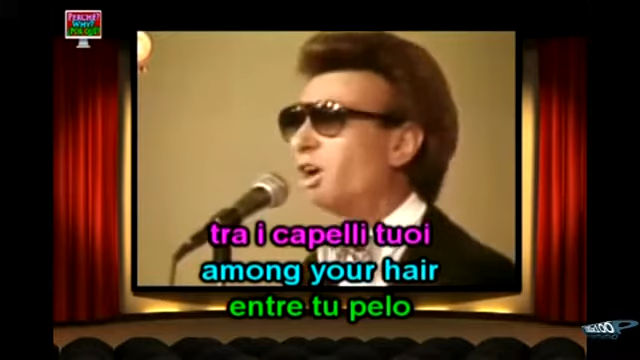 PERCHÉ?
WHY?
¿POR QUÉ?
tra i capelli tuoi
among your hair
entre tu pelo